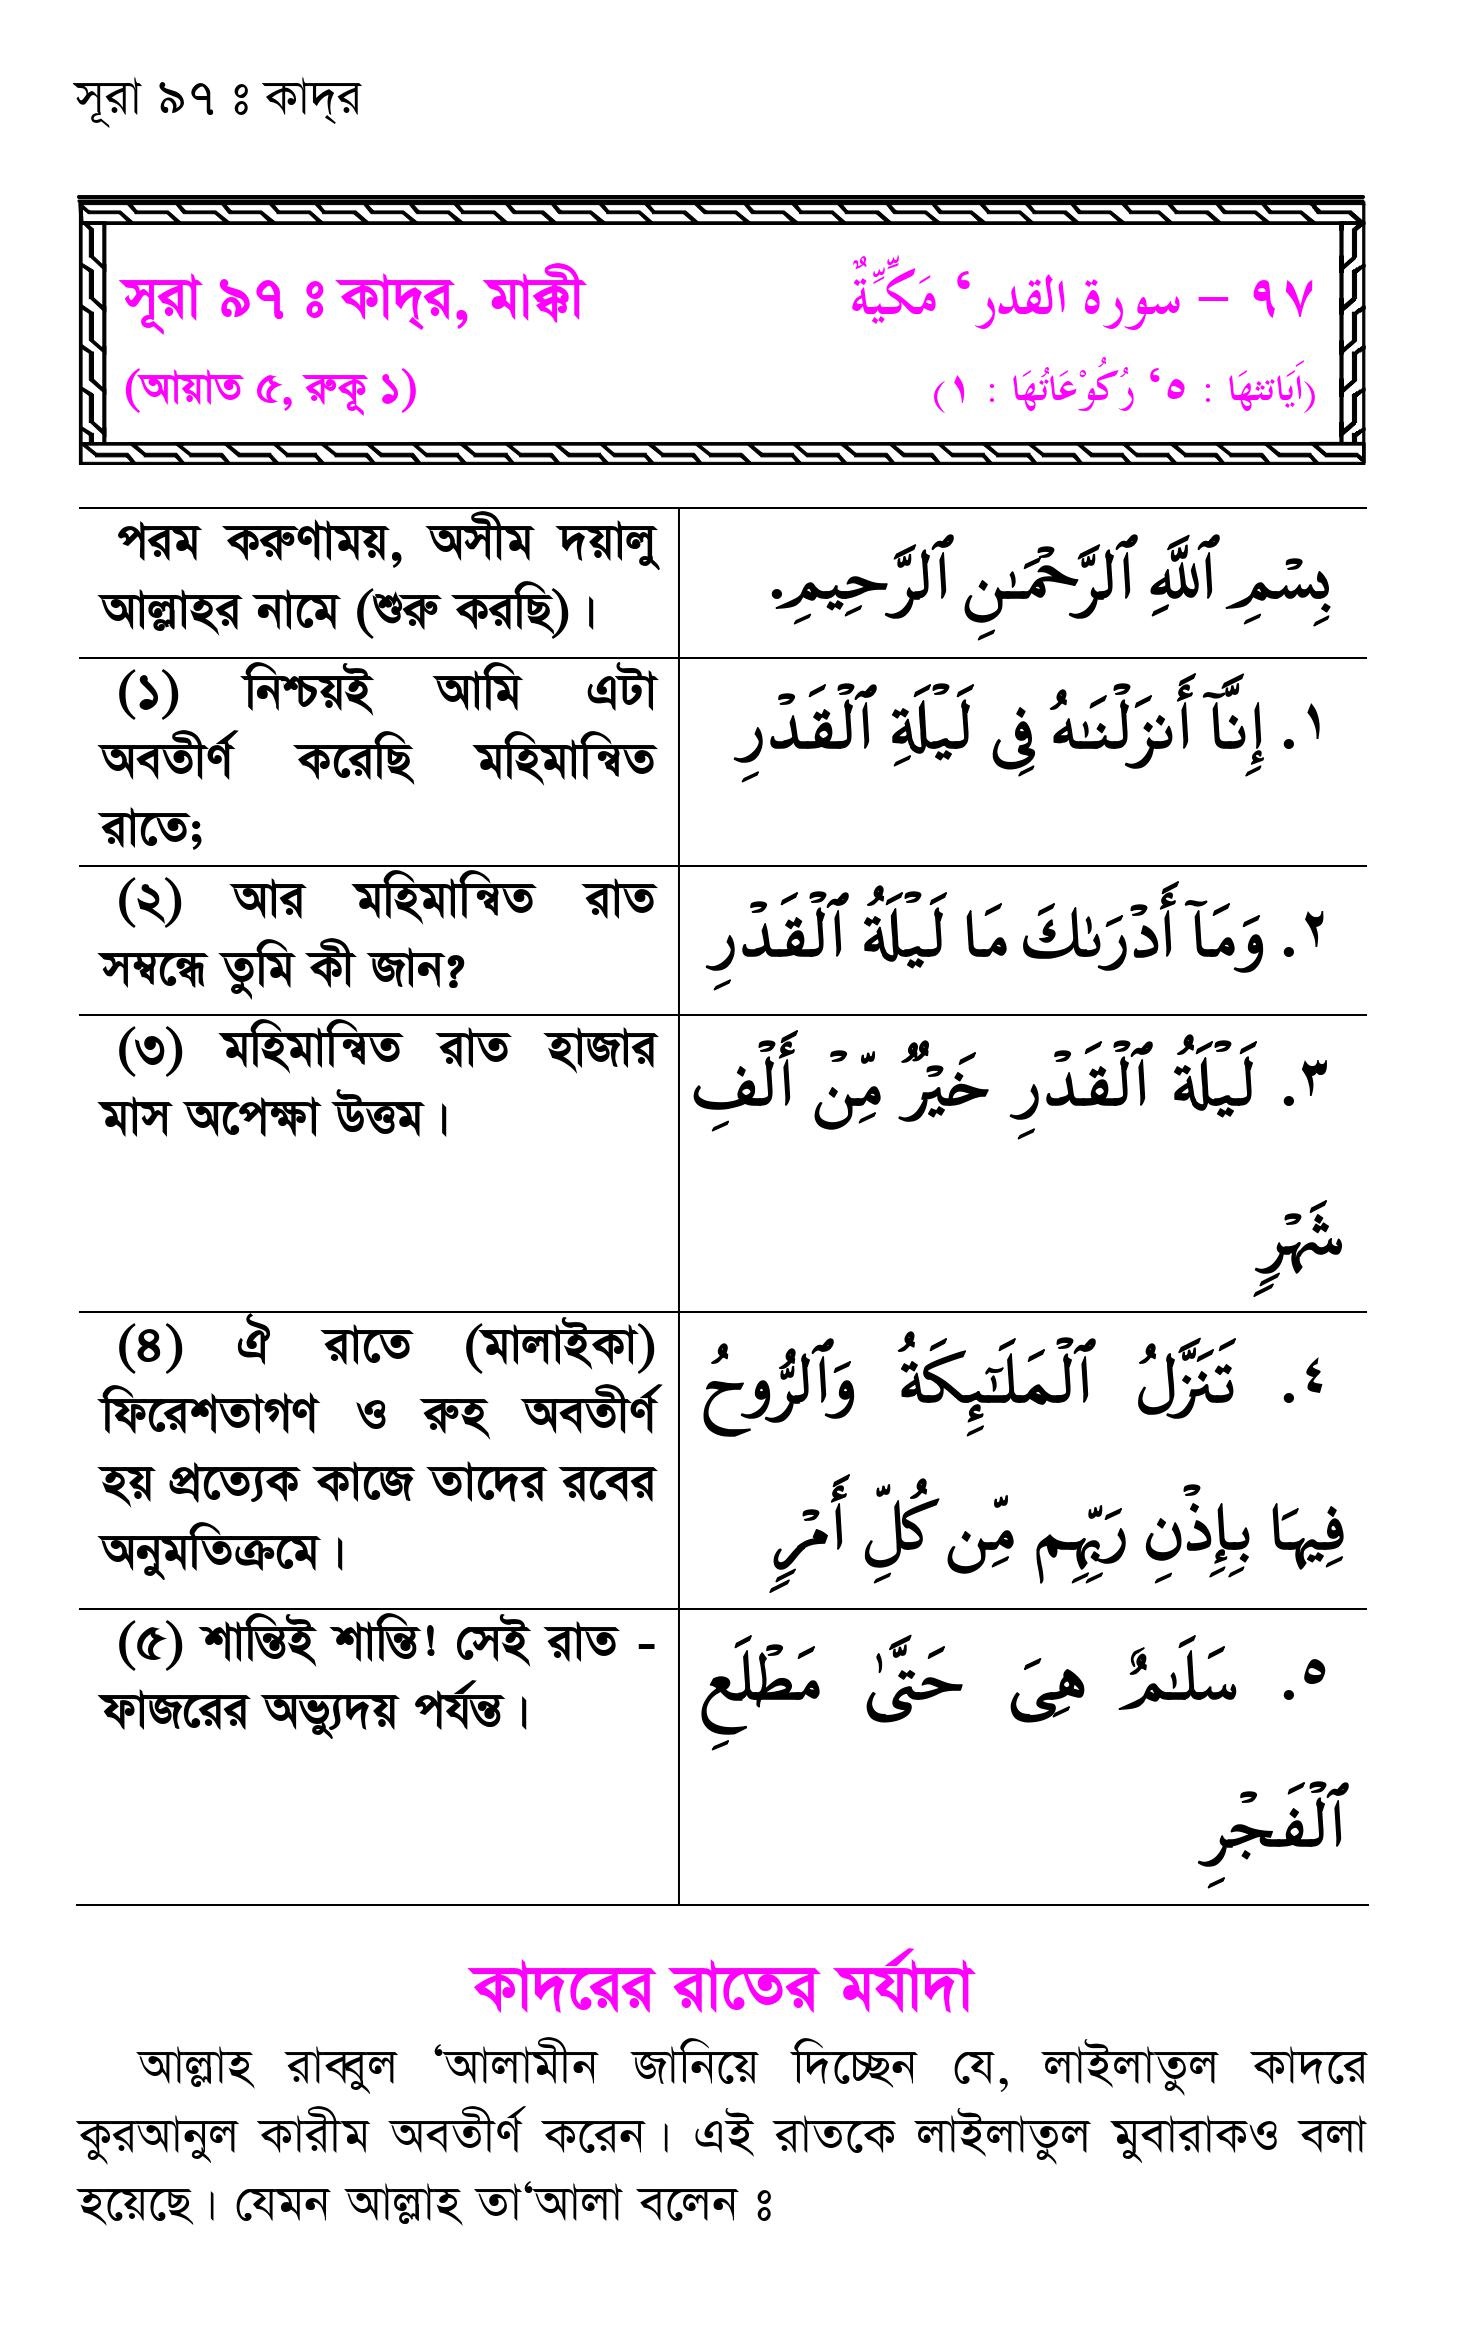 সূরা ৯৭ ঃ কাদ্‌র
সূরা ৯৭ ঃ কাদ্‌র, মাক্কী
٩٧ – سورة القدر‘ مَكِّيِّةٌ
(আয়াত ৫, রুকূ ১)
(اَيَاتثهَا : ٥‘ رُكُوْعَاتُهَا : ١)
পরম করুণাময়, অসীম দয়ালু
আল্লাহর নামে (শুরু করছি)।
بِسۡمِ ٱللَّهِ ٱلرَّحۡمَـٰنِ ٱلرَّحِيمِ.
(১) নিশ্চয়ই আমি এটা
অবতীর্ণ করেছি মহিমান্বিত
রাতে;
١. إِنَّآ أَنزَلۡنَـٰهُ فِى لَيۡلَةِ ٱلۡقَدۡرِ
(২) আর মহিমান্বিত রাত
সম্বন্ধে তুমি কী জান?
٢. وَمَآ أَدۡرَىٰكَ مَا لَيۡلَةُ ٱلۡقَدۡرِ
(৩) মহিমান্বিত রাত হাজার
মাস অপেক্ষা উত্তম।
٣. لَيۡلَةُ ٱلۡقَدۡرِ خَيۡرٌ مِّنۡ أَلۡفِ
شَہۡرٍ
(৪) ঐ রাতে (মালাইকা)
ফিরেশতাগণ ও রুহ অবতীর্ণ
হয় প্রত্যেক কাজে তাদের রবের
অনুমতিক্রমে।
٤. تَنَزَّلُ ٱلۡمَلَـٰٓٮِٕكَةُ وَٱلرُّوحُ
فِيہَا بِإِذۡنِ رَبِّہِم مِّن كُلِّ أَمۡرٍ
(৫) শান্তিই শান্তি! সেই রাত -
ফাজরের অভ্যুদয় পর্যন্ত।
٥. سَلَـٰمٌ هِىَ حَتَّىٰ مَطۡلَعِ
ٱلۡفَجۡرِ
কাদরের রাতের মর্যাদা
আল্লাহ রাব্বুল ‘আলামীন জানিয়ে দিচ্ছেন যে, লাইলাতুল কাদরে
কুরআনুল কারীম অবতীর্ণ করেন। এই রাতকে লাইলাতুল মুবারাকও বলা
হয়েছে। যেমন আল্লাহ তা‘আলা বলেন ঃ